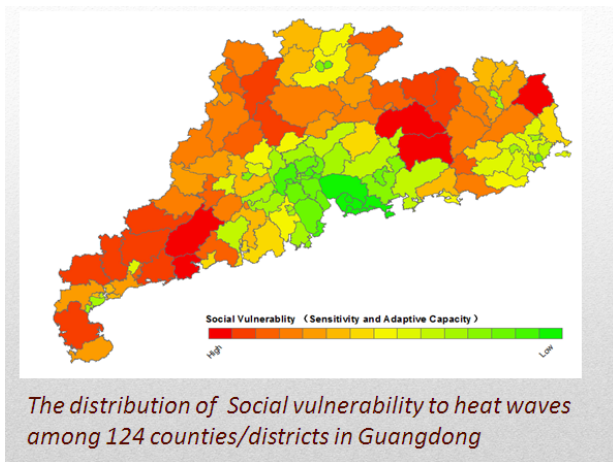 Social Vulnerablity （Sensitivity and Adaptive Capacity）
High
Low
The distribution of Social vulnerability to heat waves
among 124 counties/districts in Guangdong